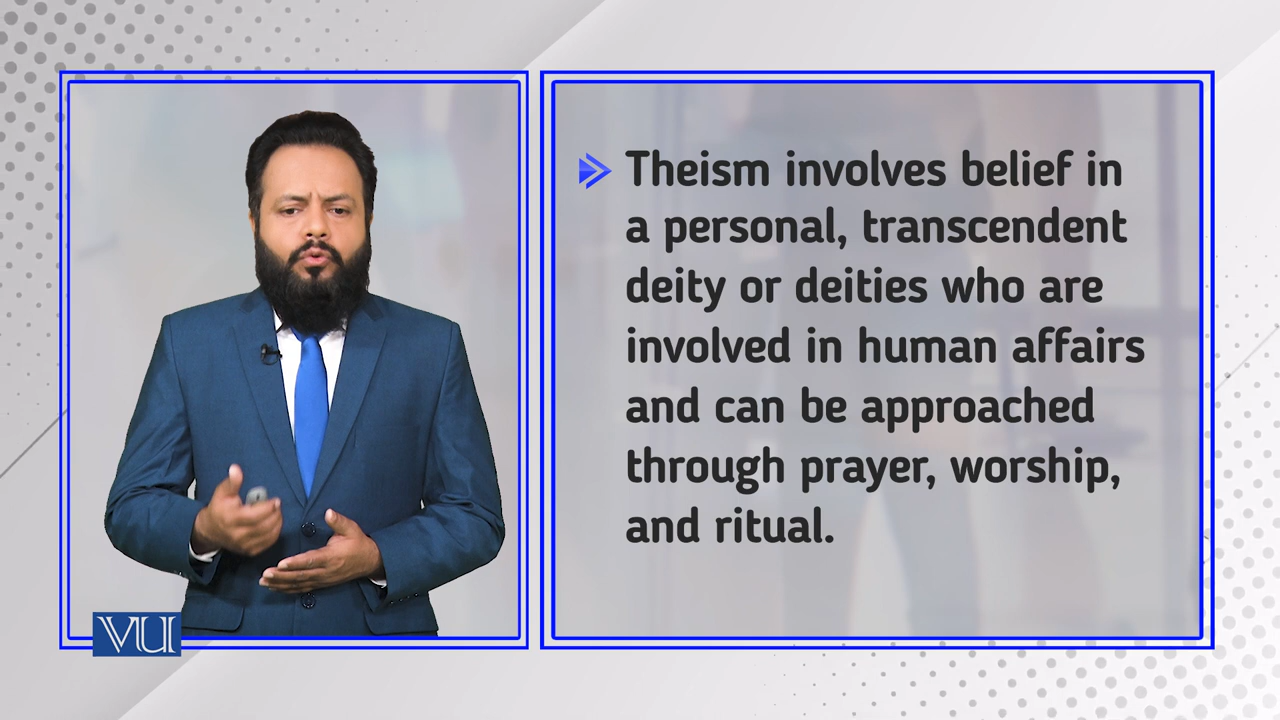 Theism involves belief in
a personal, transcendent
deity or deities who are
involved in human affairs
and can be approached
through prayer, worship,
and ritual.
VU